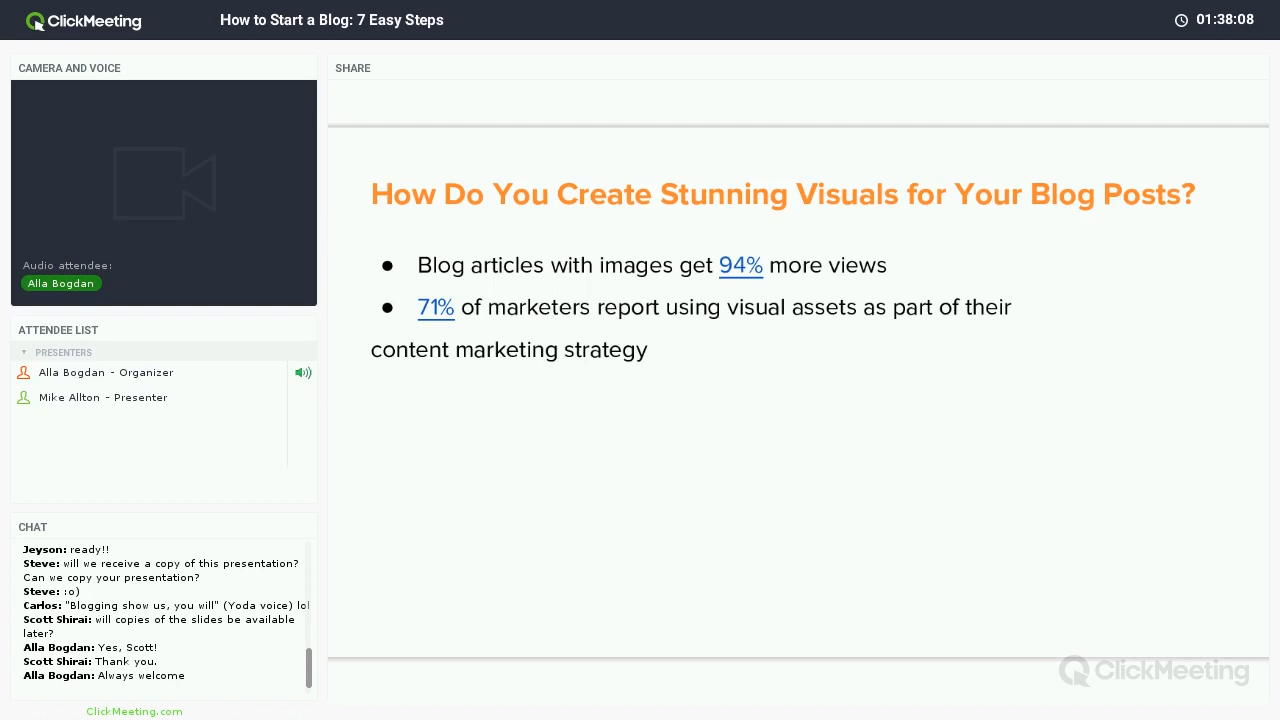 ClickMeeting
How to Start a Blog: 7 Easy Steps
01:38:08
CAMERA AND VOICE
Audio attendee:
Alla Bogdan
ATTENDEE LIST
PRESENTERS
Alla Bogdan - Organizer
Mike Allton - Presenter
CHAT
Jeyson: ready!!
Steve: will we receive a copy of this presentation?
Can we copy your presentation?
Steve: :o)
Carlos: "Blogging show us, you will" (Yoda voice) lol
Scott Shirai: will copies of the slides be available
later?
Alla Bogdan: Yes, Scott!
Scott Shirai: Thank you.
Alla Bogdan: Always welcome
ClickMeeting.com
SHARE
How Do You Create Stunning Visuals for Your Blog Posts?
● Blog articles with images get 94% more views
● 71% of marketers report using visual assets as part of their
content marketing strategy
ClickMeeting